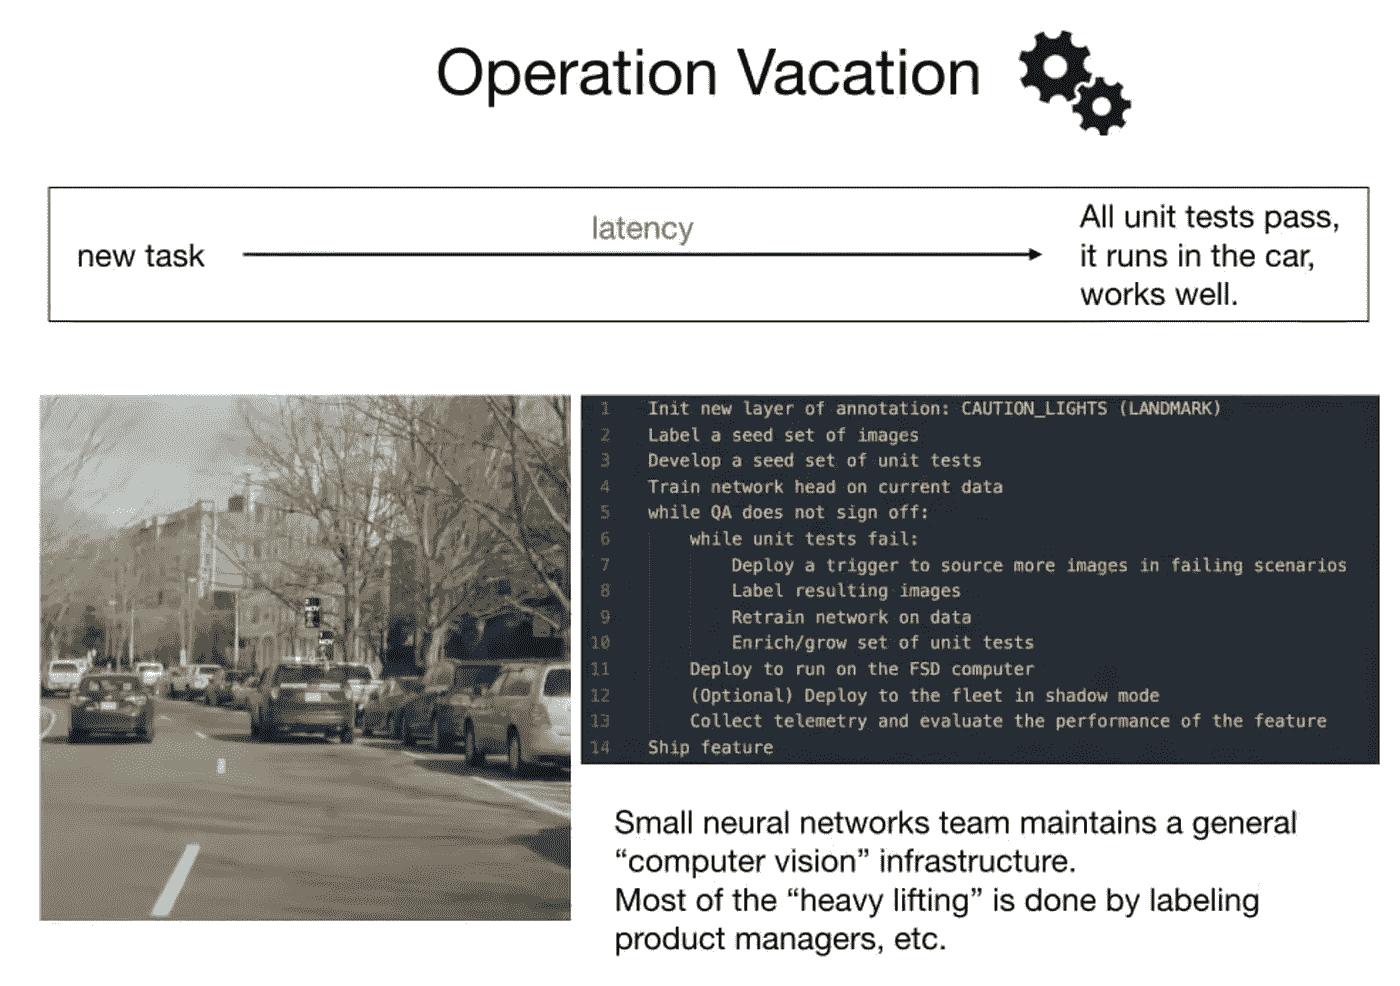 Operation Vacation
latency
new task
All unit tests pass,
it runs in the car,
works well.
1 Init new layer of annotation: CAUTION_LIGHTS (LANDMARK)
2 Label a seed set of images
3 Develop a seed set of unit tests
4 Train network head on current data
5 while QA does not sign off:
6 while unit tests fail:
7 Deploy a trigger to source more images in failing scenarios
8 Label resulting images
9 Retrain network on data
10 Enrich/grow set of unit tests
11 Deploy to run on the FSD computer
12 (Optional) Deploy to the fleet in shadow mode
13 Collect telemetry and evaluate the performance of the feature
14 Ship feature
Small neural networks team maintains a general
“computer vision” infrastructure.
Most of the “heavy lifting” is done by labeling
product managers, etc.